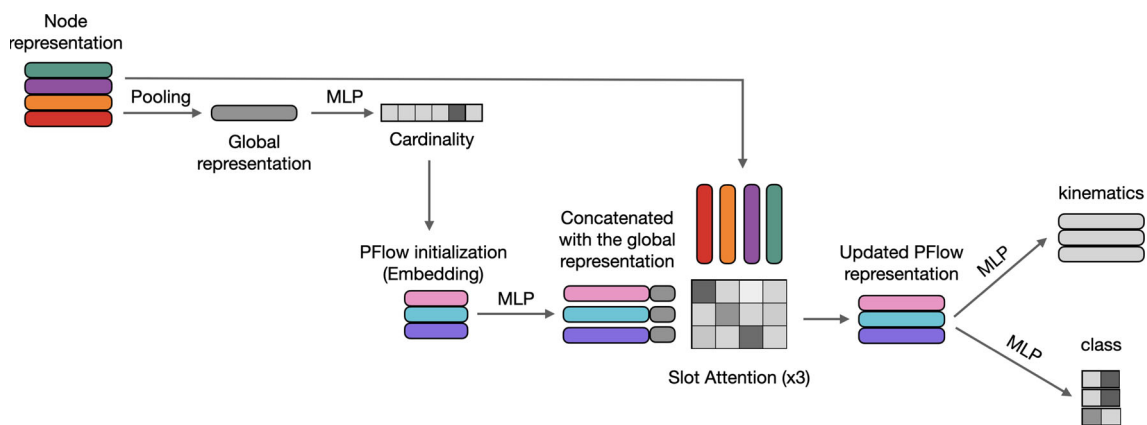 Node
representation
Pooling
MLP
Global
representation
Cardinality
PFlow initialization
(Embedding)
MLP
Concatenated
with the global
representation
Slot Attention (x3)
Updated PFlow
representation
MLP
kinematics
MLP
class